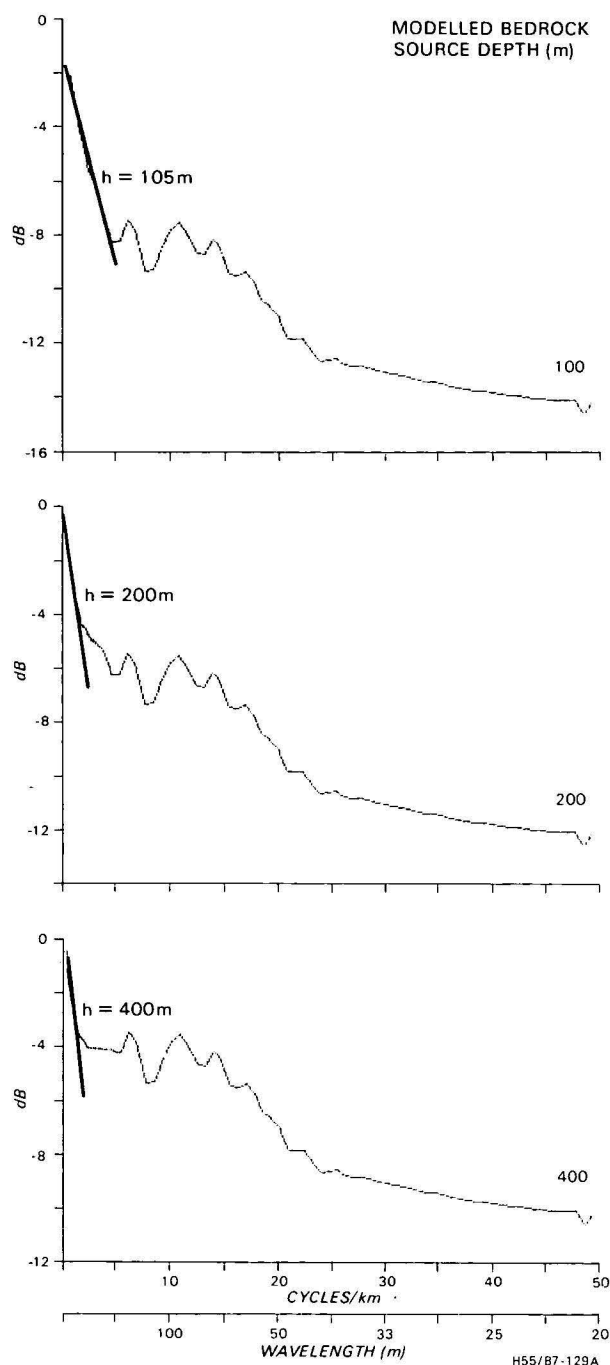 MODELLED BEDROCK
SOURCE DEPTH (m)
0
-4
-8
-12
-16
dB
h = 105m
100
0
-4
-8
-12
dB
h = 200m
200
0
-4
-8
-12
dB
h = 400m
400
10
20
30
40
50
CYCLES/km
100
50
33
25
20
WAVELENGTH (m)
H55/B7-129A